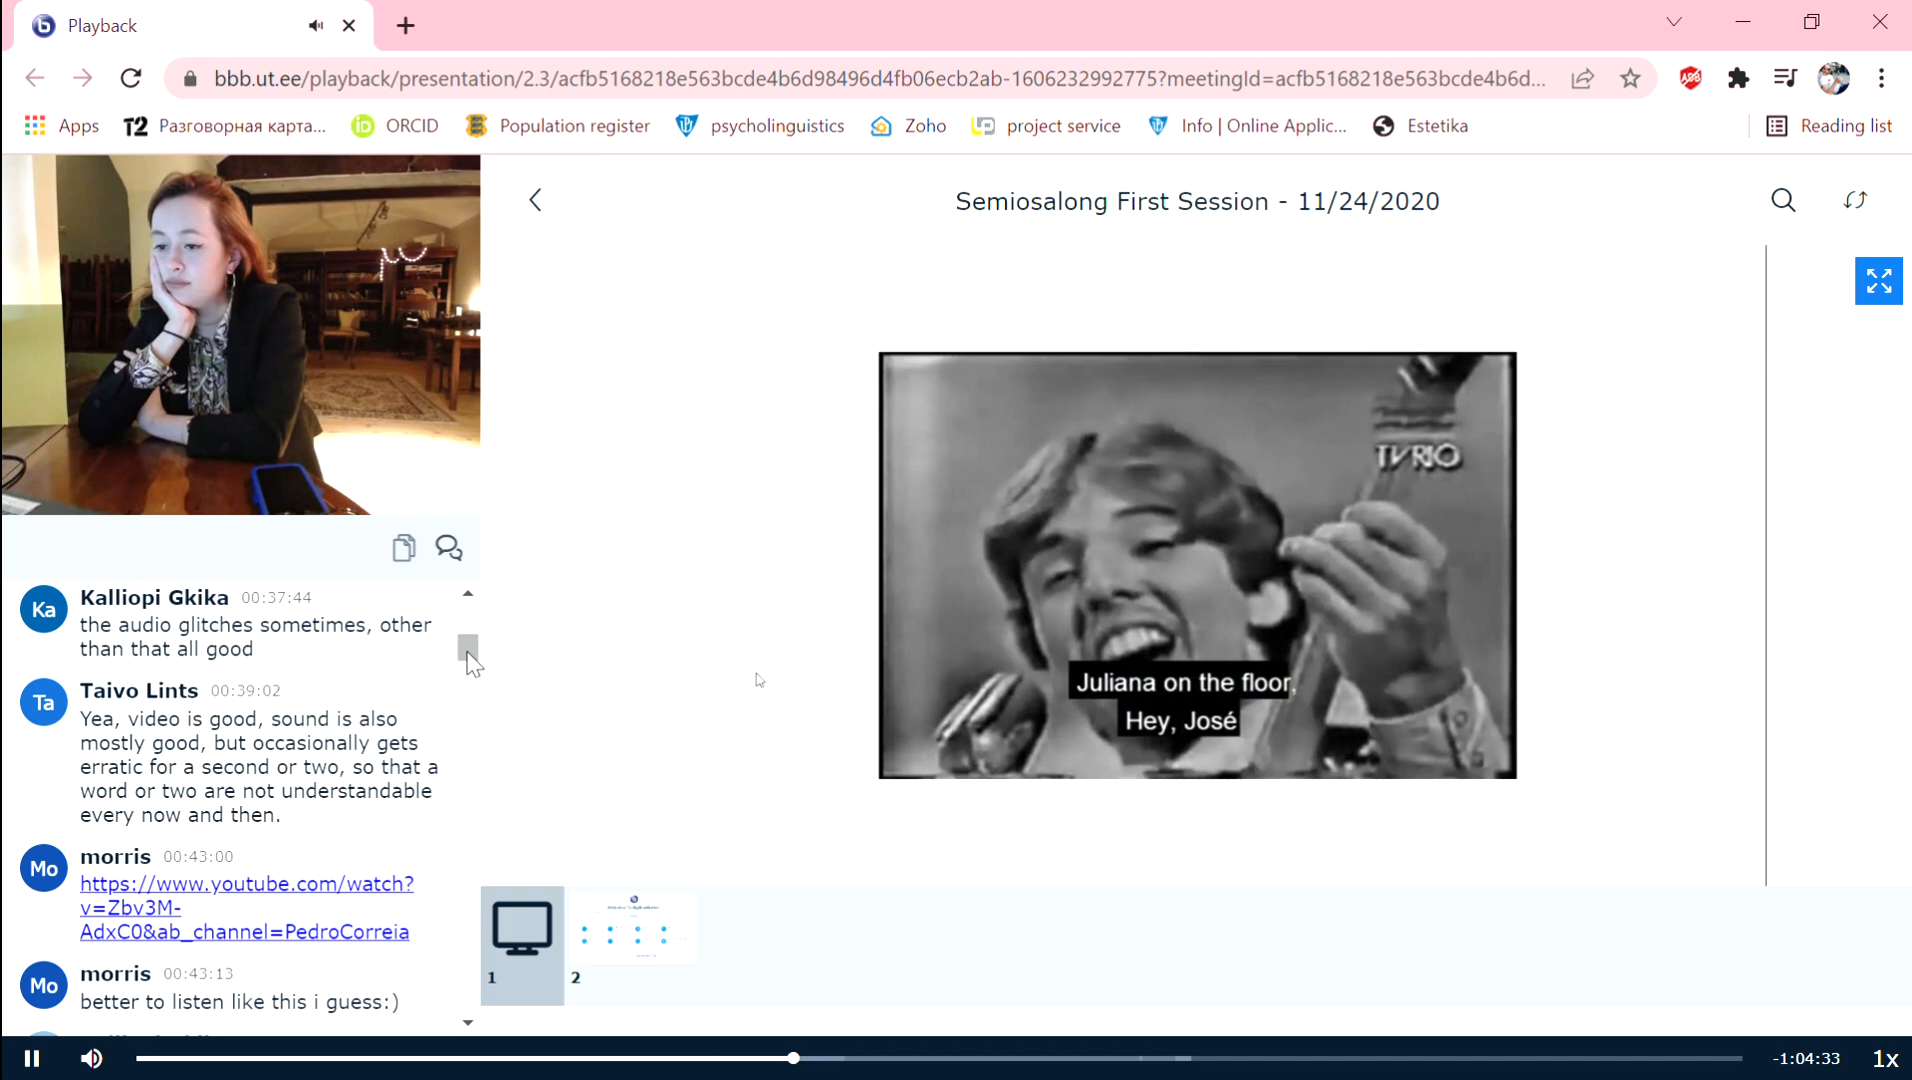 Playback
bbb.ut.ee/playback/presentation/2.3/acfb5168218e563bcde4b6d98496d4fb06ecb2ab-1606232992775?meetingId=acfb5168218e563bcde4b6d...
Apps
T2 Разговорная карта...
iD ORCID
Population register
psycholinguistics
Zoho
project service
Info | Online Applic...
Estetika
Reading list
Semiosalong First Session - 11/24/2020
TV RIO
Juliana on the floor,
Hey, José
Ka
Kalliopi Gkika 00:37:44
the audio glitches sometimes, other
than that all good
Ta
Taivo Lints 00:39:02
Yea, video is good, sound is also
mostly good, but occasionally gets
erratic for a second or two, so that a
word or two are not understandable
every now and then.
Mo
morris 00:43:00
https://www.youtube.com/watch?
v=Zbv3M-
AdxC0&ab_channel=PedroCorreia
Mo
morris 00:43:13
better to listen like this i guess:)
1
2
-1:04:33
1x